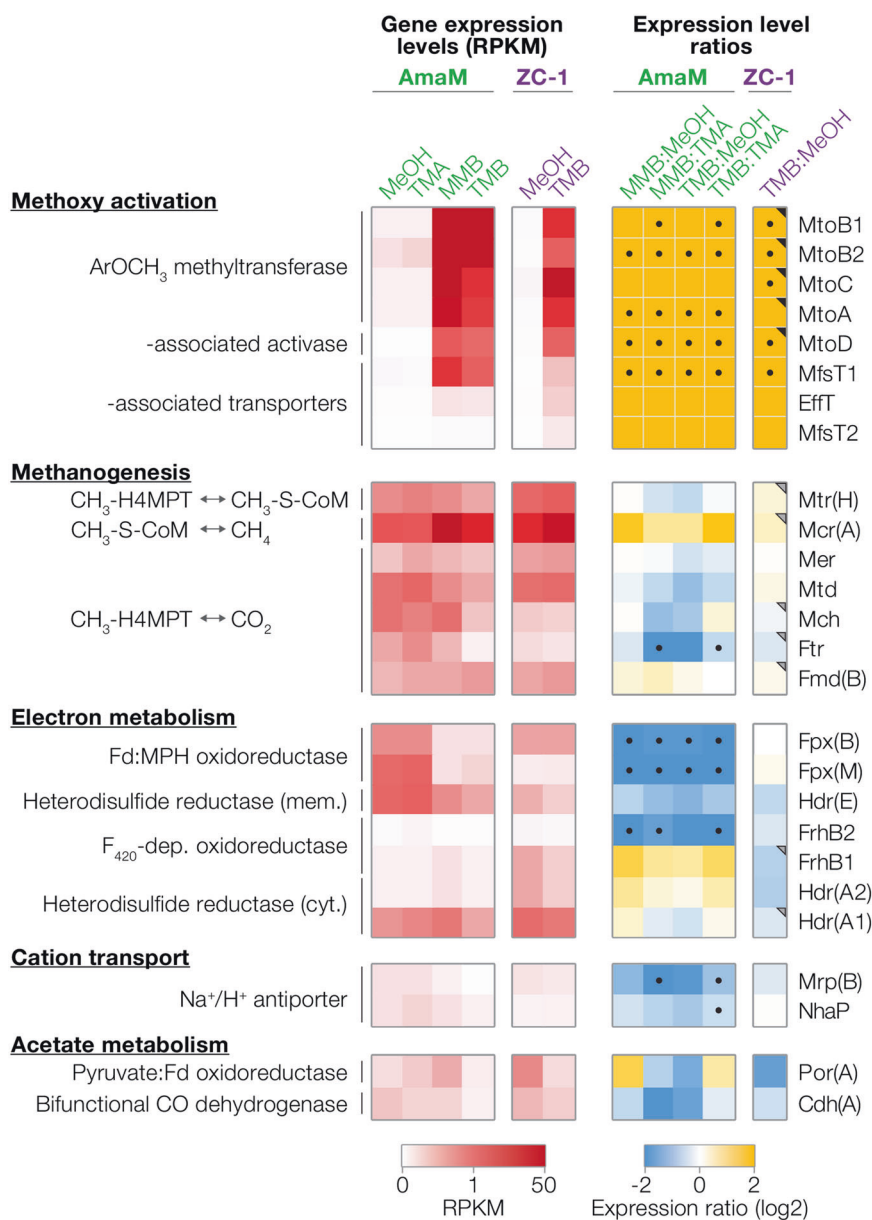 Gene expression levels (RPKM)
Expression level ratios
AmaM
ZC-1
AmaM
ZC-1
MeOH
TMA
MMB
TMB
MeOH
TMB
MMB:MeOH
MMB:TMA
TMB:MeOH
TMB:TMA
TMB:MeOH
Methoxy activation
ArOCH₃ methyltransferase
MtoB1
MtoB2
MtoC
MtoA
-associated activase
MtoD
-associated transporters
MfsT1
EffT
MfsT2
Methanogenesis
CH₃-H4MPT ↔ CH₃-S-CoM
Mtr(H)
CH₃-S-CoM ↔ CH₄
Mcr(A)
CH₃-H4MPT ↔ CO₂
Mer
Mtd
Mch
Ftr
Fmd(B)
Electron metabolism
Fd:MPH oxidoreductase
Fpx(B)
Fpx(M)
Heterodisulfide reductase (mem.)
Hdr(E)
F₄₂₀-dep. oxidoreductase
FrhB2
FrhB1
Heterodisulfide reductase (cyt.)
Hdr(A2)
Hdr(A1)
Cation transport
Na⁺/H⁺ antiporter
Mrp(B)
NhaP
Acetate metabolism
Pyruvate:Fd oxidoreductase
Por(A)
Bifunctional CO dehydrogenase
Cdh(A)
0 1 50
RPKM
-2 0 2
Expression ratio (log2)